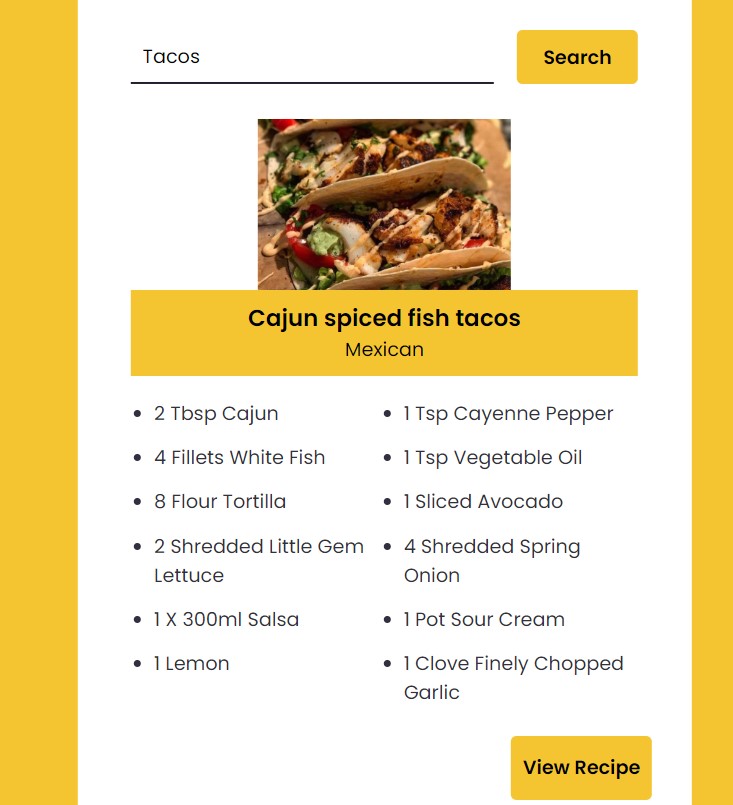 Tacos
Search
Cajun spiced fish tacos
Mexican
2 Tbsp Cajun
1 Tsp Cayenne Pepper
4 Fillets White Fish
1 Tsp Vegetable Oil
8 Flour Tortilla
1 Sliced Avocado
2 Shredded Little Gem
Lettuce
4 Shredded Spring
Onion
1 X 300ml Salsa
1 Pot Sour Cream
1 Lemon
1 Clove Finely Chopped
Garlic
View Recipe